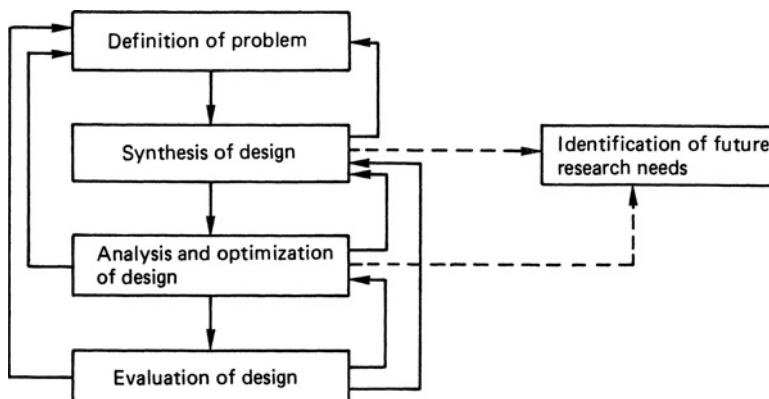 Definition of problem
Synthesis of design
Identification of future
research needs
Analysis and optimization
of design
Evaluation of design